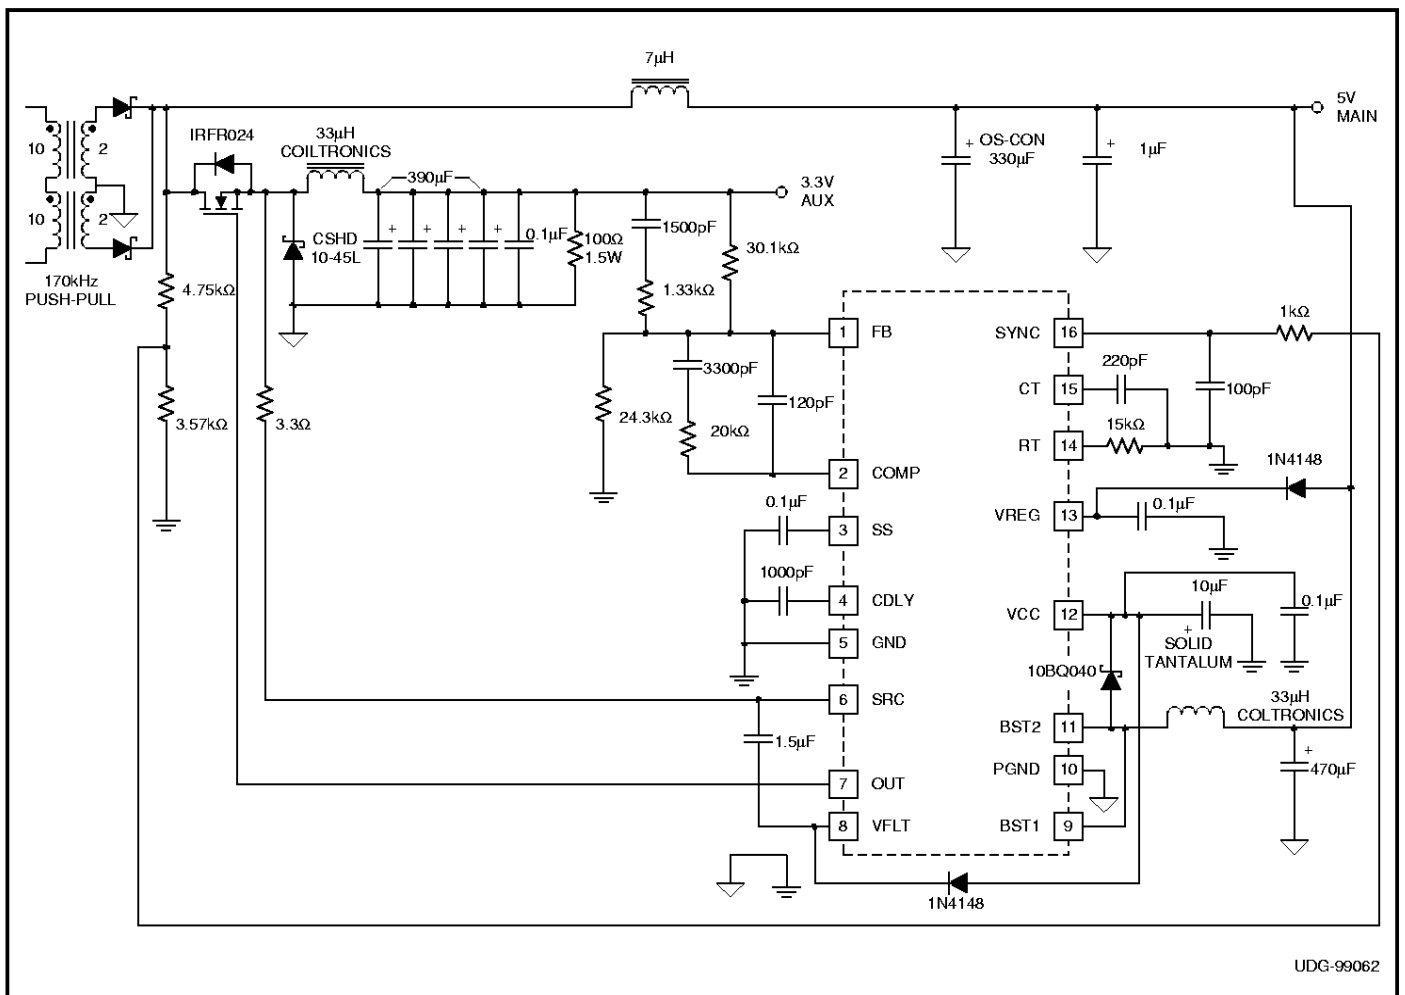 7µH
5V
MAIN
IRFR024
33µH
COILTRONICS
OS-CON
330µF
1µF
10
2
10
2
390µF
3.3V
AUX
CSHD
10-45L
0.1µF
100Ω
1.5W
1500pF
30.1kΩ
170kHz
PUSH-PULL
4.75kΩ
1.33kΩ
1kΩ
1
FB
SYNC
16
3300pF
220pF
CT
15
100pF
3.57kΩ
3.3Ω
24.3kΩ
20kΩ
120pF
15kΩ
RT
14
2
COMP
1N4148
0.1µF
3
SS
VREG
13
0.1µF
1000pF
4
CDLY
10µF
0.1µF
VCC
12
5
GND
+
SOLID
TANTALUM
10BQ040
6
SRC
33µH
COLTRONICS
BST2
11
1.5µF
PGND
10
470µF
7
OUT
8
VFLT
BST1
9
1N4148
UDG-99062